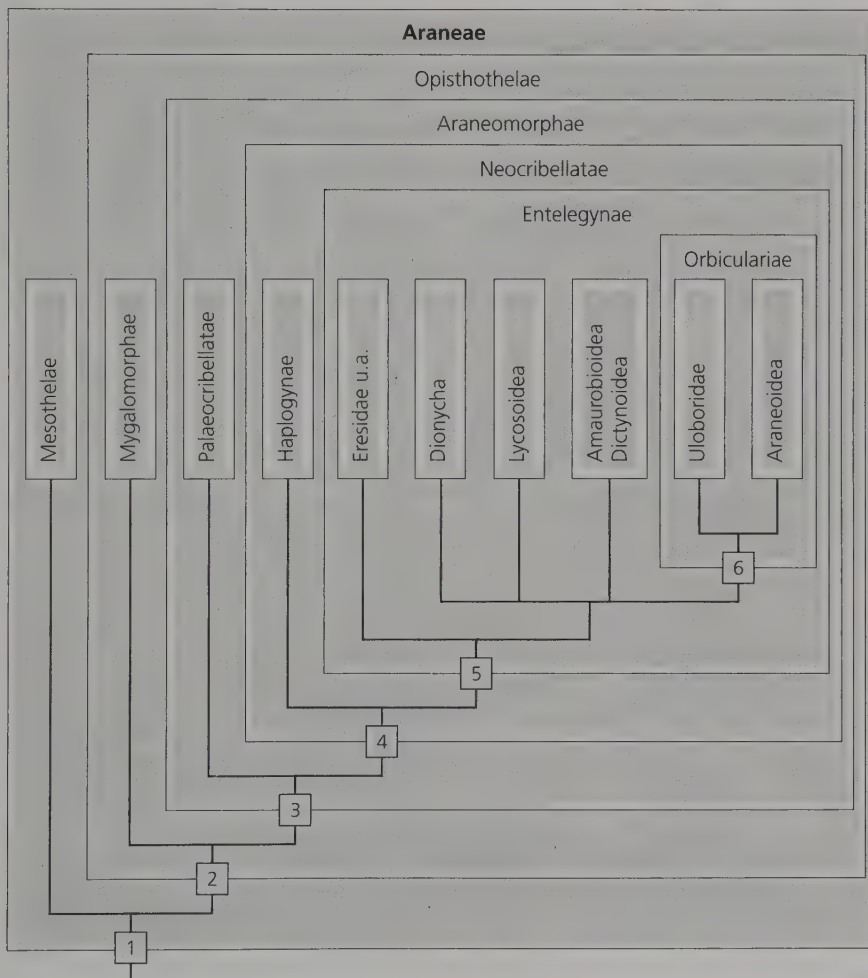 Araneae
Opisthothelae
Araneomorphae
Neocribellatae
Entelegynae
Orbiculariae
Mesothelae
Mygalomorphae
Palaeocribellatae
Haplogynae
Eresidae u.a.
Dionycha
Lycosoidea
Amaurobioidea
Dictynoidea
Uloboridae
Araneoidea
6
5
4
3
2
1